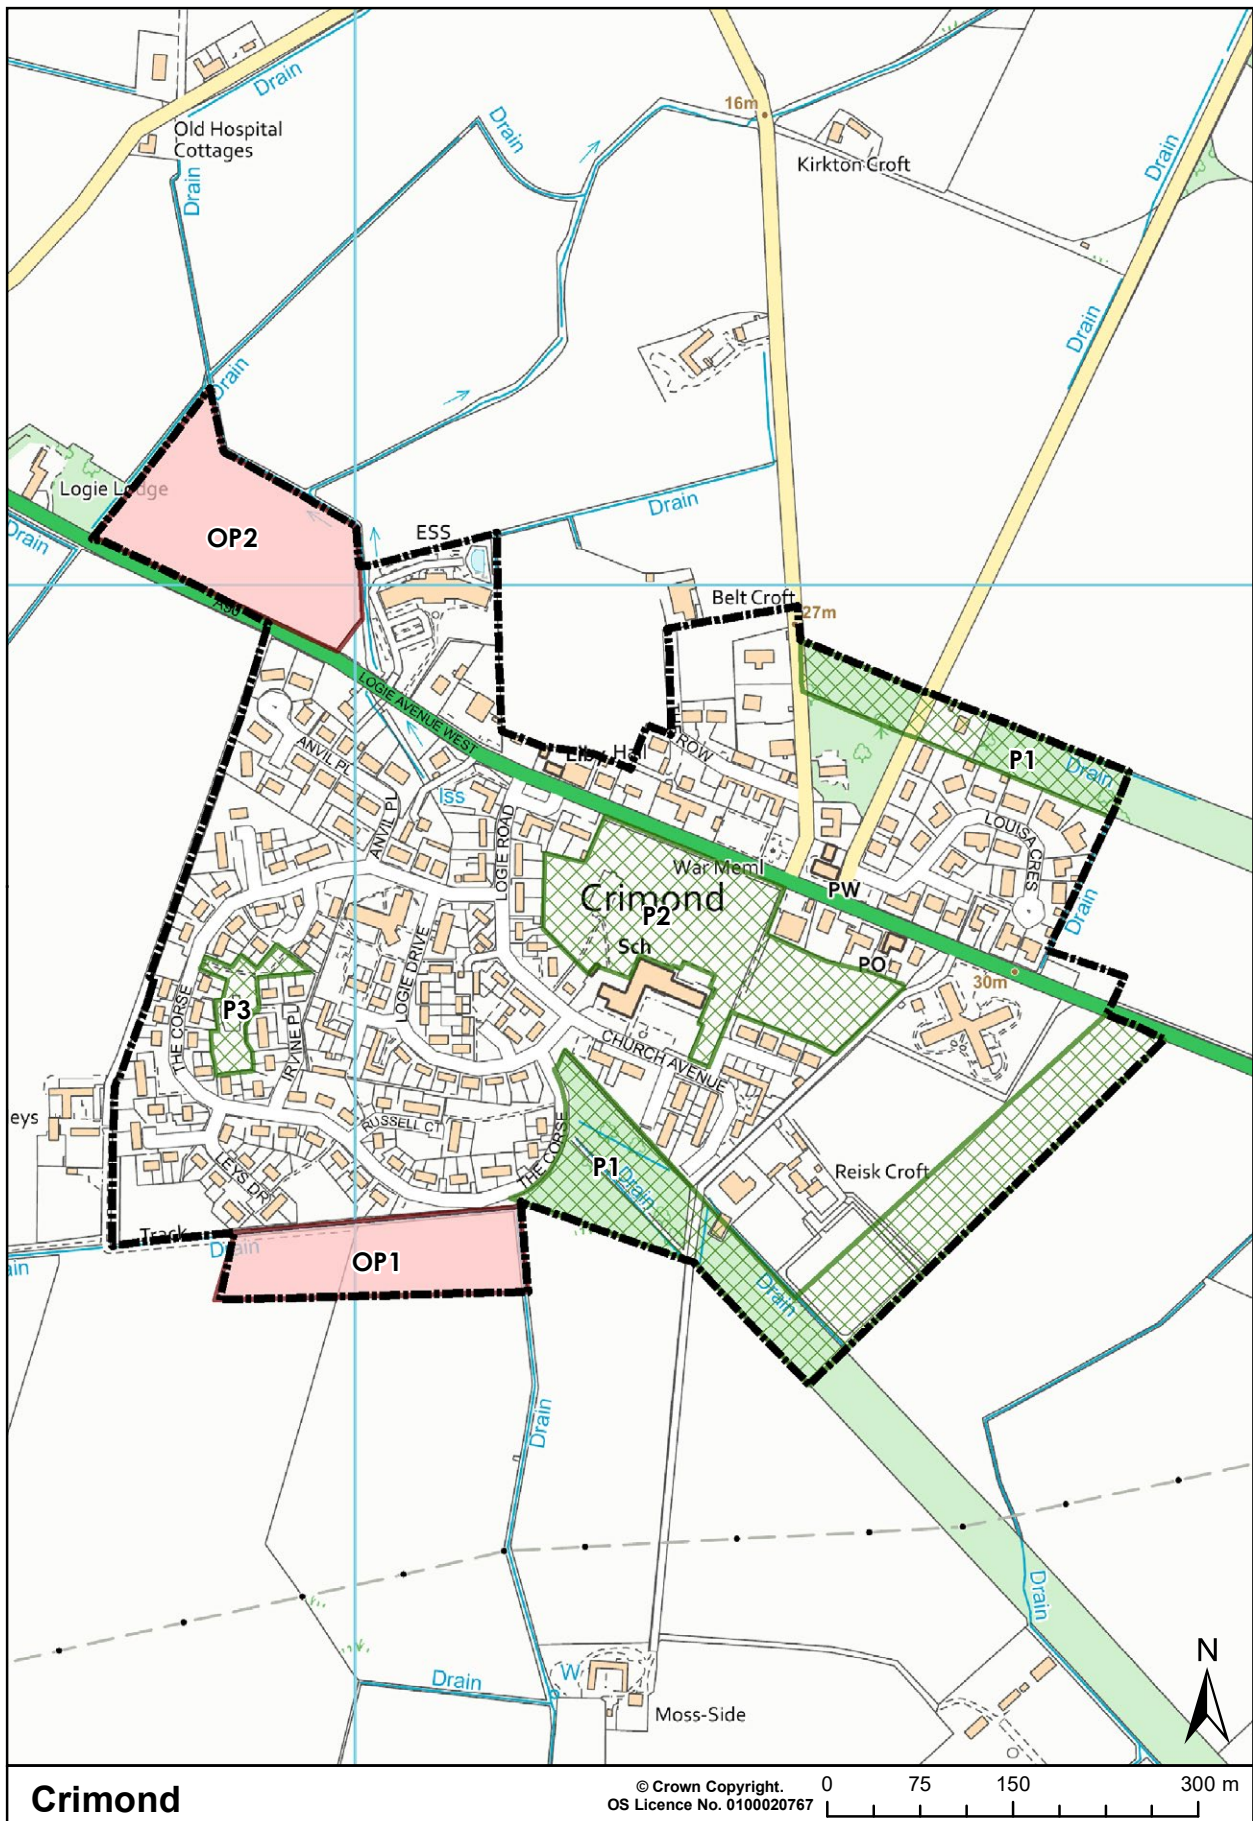 Drain
Old Hospital
Cottages
Drain
Drain
16m
Kirkton Croft
Drain
Drain
Drain
Logie Lodge
Drain
OP2
ESS
Drain
A90
Belt Croft
27m
LOGIE AVENUE WEST
ANVIL PL
ROW
P1
Drain
Iss
ANVIL PL
LOGIE ROAD
LOUISA CRES
War Meml
Crimond
P2
PW
Drain
Sch
PO
30m
LOGIE DRIVE
P3
THE CORSE
IRVINE PL
CHURCH AVENUE
eys
RUSSELL CT
THE CORSE
LEYS DR
P1
Drain
Reisk Croft
Track
Drain
ain
OP1
Drain
Drain
Drain
Drain
W
Moss-Side
N
Crimond
© Crown Copyright.
OS Licence No. 0100020767
0 75 150 300 m